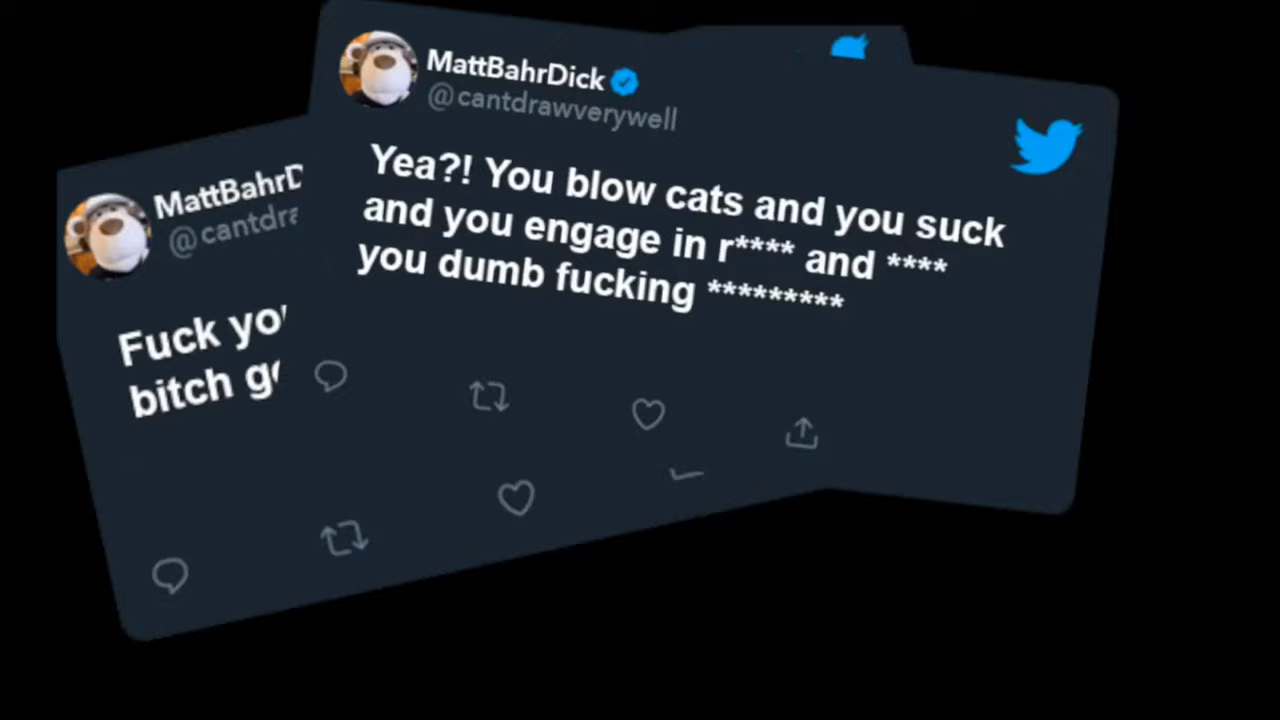 MattBahrDick
@cantdrawverywell
Yea?! You blow cats and you suck
and you engage in r**** and ****
you dumb fucking *********
MattBahrD
@cantdra
Fuck you
bitch